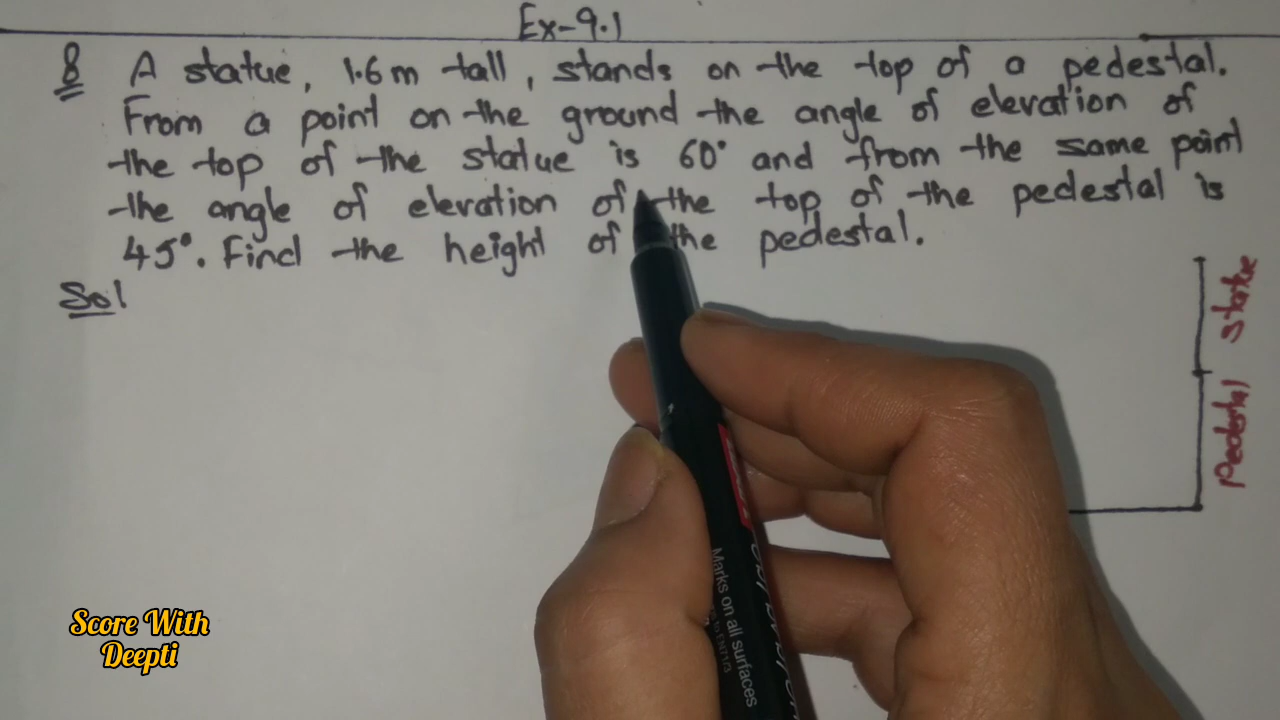 Ex-9.1
8 A statue, 1.6m tall, stands on the top of a pedestal.
From a point on the ground the angle of elevation of
the top of the statue is 60° and from the same point
the angle of elevation of the top of the pedestal is
45°. Find the height of the pedestal.
Sol
statue
Pedestal
Marks on all surfaces
Score With
Deepti